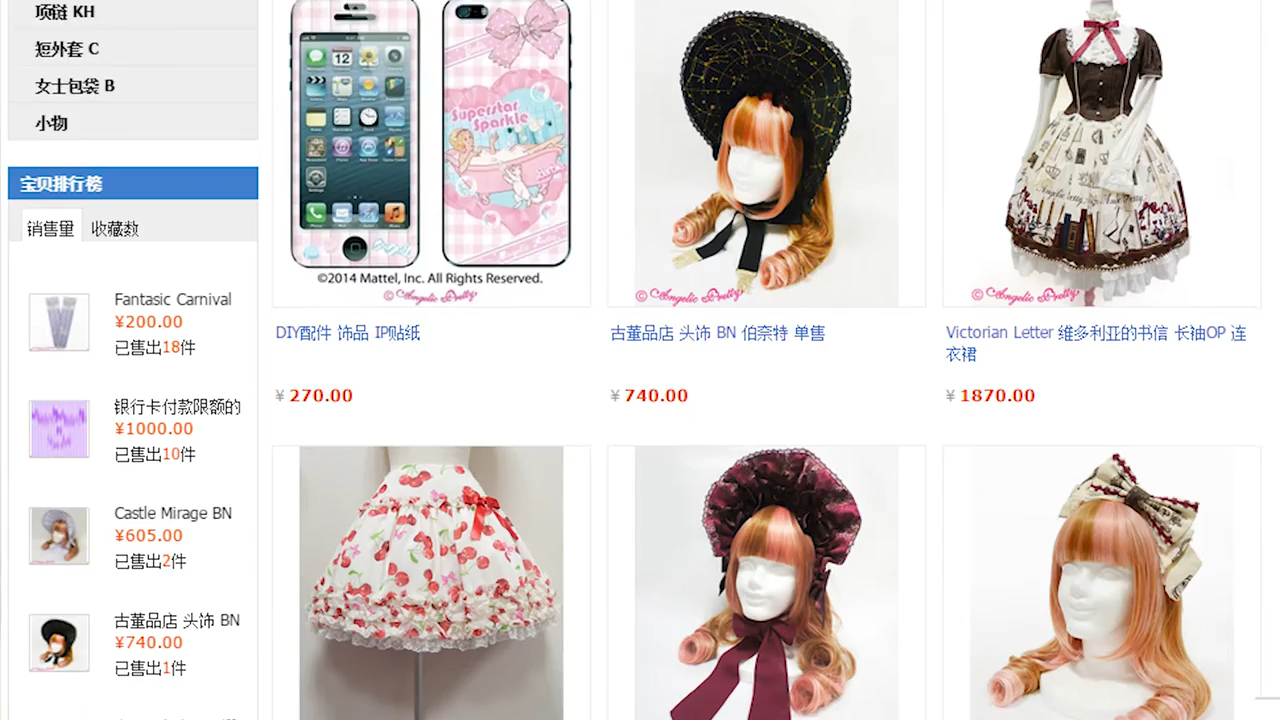 项链 KH
短外套 C
女士包袋 B
小物
宝贝排行榜
销售量 收藏数
Fantasic Carnival
¥200.00
已售出18件
银行卡付款限额的
¥1000.00
已售出10件
Castle Mirage BN
¥605.00
已售出2件
古董品店 头饰 BN
¥740.00
已售出1件
12
Superstar
Sparkle
©2014 Mattel, Inc. All Rights Reserved.
© Angelic Pretty
DIY配件 饰品 IP贴纸
¥ 270.00
© Angelic Pretty
古董品店 头饰 BN 伯奈特 单售
¥ 740.00
© Angelic Pretty
Victorian Letter 维多利亚的书信 长袖OP 连
衣裙
¥ 1870.00